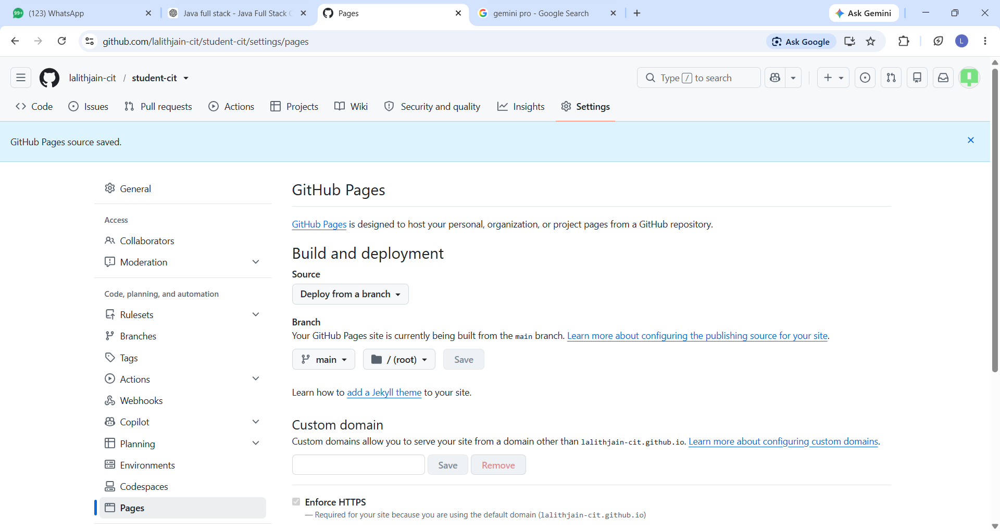 99+ (123) WhatsApp
Java full stack - Java Full Stack
Pages
gemini pro - Google Search
Ask Gemini
github.com/lalithjain-cit/student-cit/settings/pages
Ask Google
L
lalithjain-cit / student-cit
Type / to search
Code
Issues
Pull requests
Actions
Projects
Wiki
Security and quality
Insights
Settings
GitHub Pages source saved.
General
Access
Collaborators
Moderation
Code, planning, and automation
Rulesets
Branches
Tags
Actions
Webhooks
Copilot
Planning
Environments
Codespaces
Pages
GitHub Pages
GitHub Pages is designed to host your personal, organization, or project pages from a GitHub repository.
Build and deployment
Source
Deploy from a branch
Branch
Your GitHub Pages site is currently being built from the main branch. Learn more about configuring the publishing source for your site.
main
/ (root)
Save
Learn how to add a Jekyll theme to your site.
Custom domain
Custom domains allow you to serve your site from a domain other than lalithjain-cit.github.io. Learn more about configuring custom domains.
Save
Remove
Enforce HTTPS
— Required for your site because you are using the default domain (lalithjain-cit.github.io)